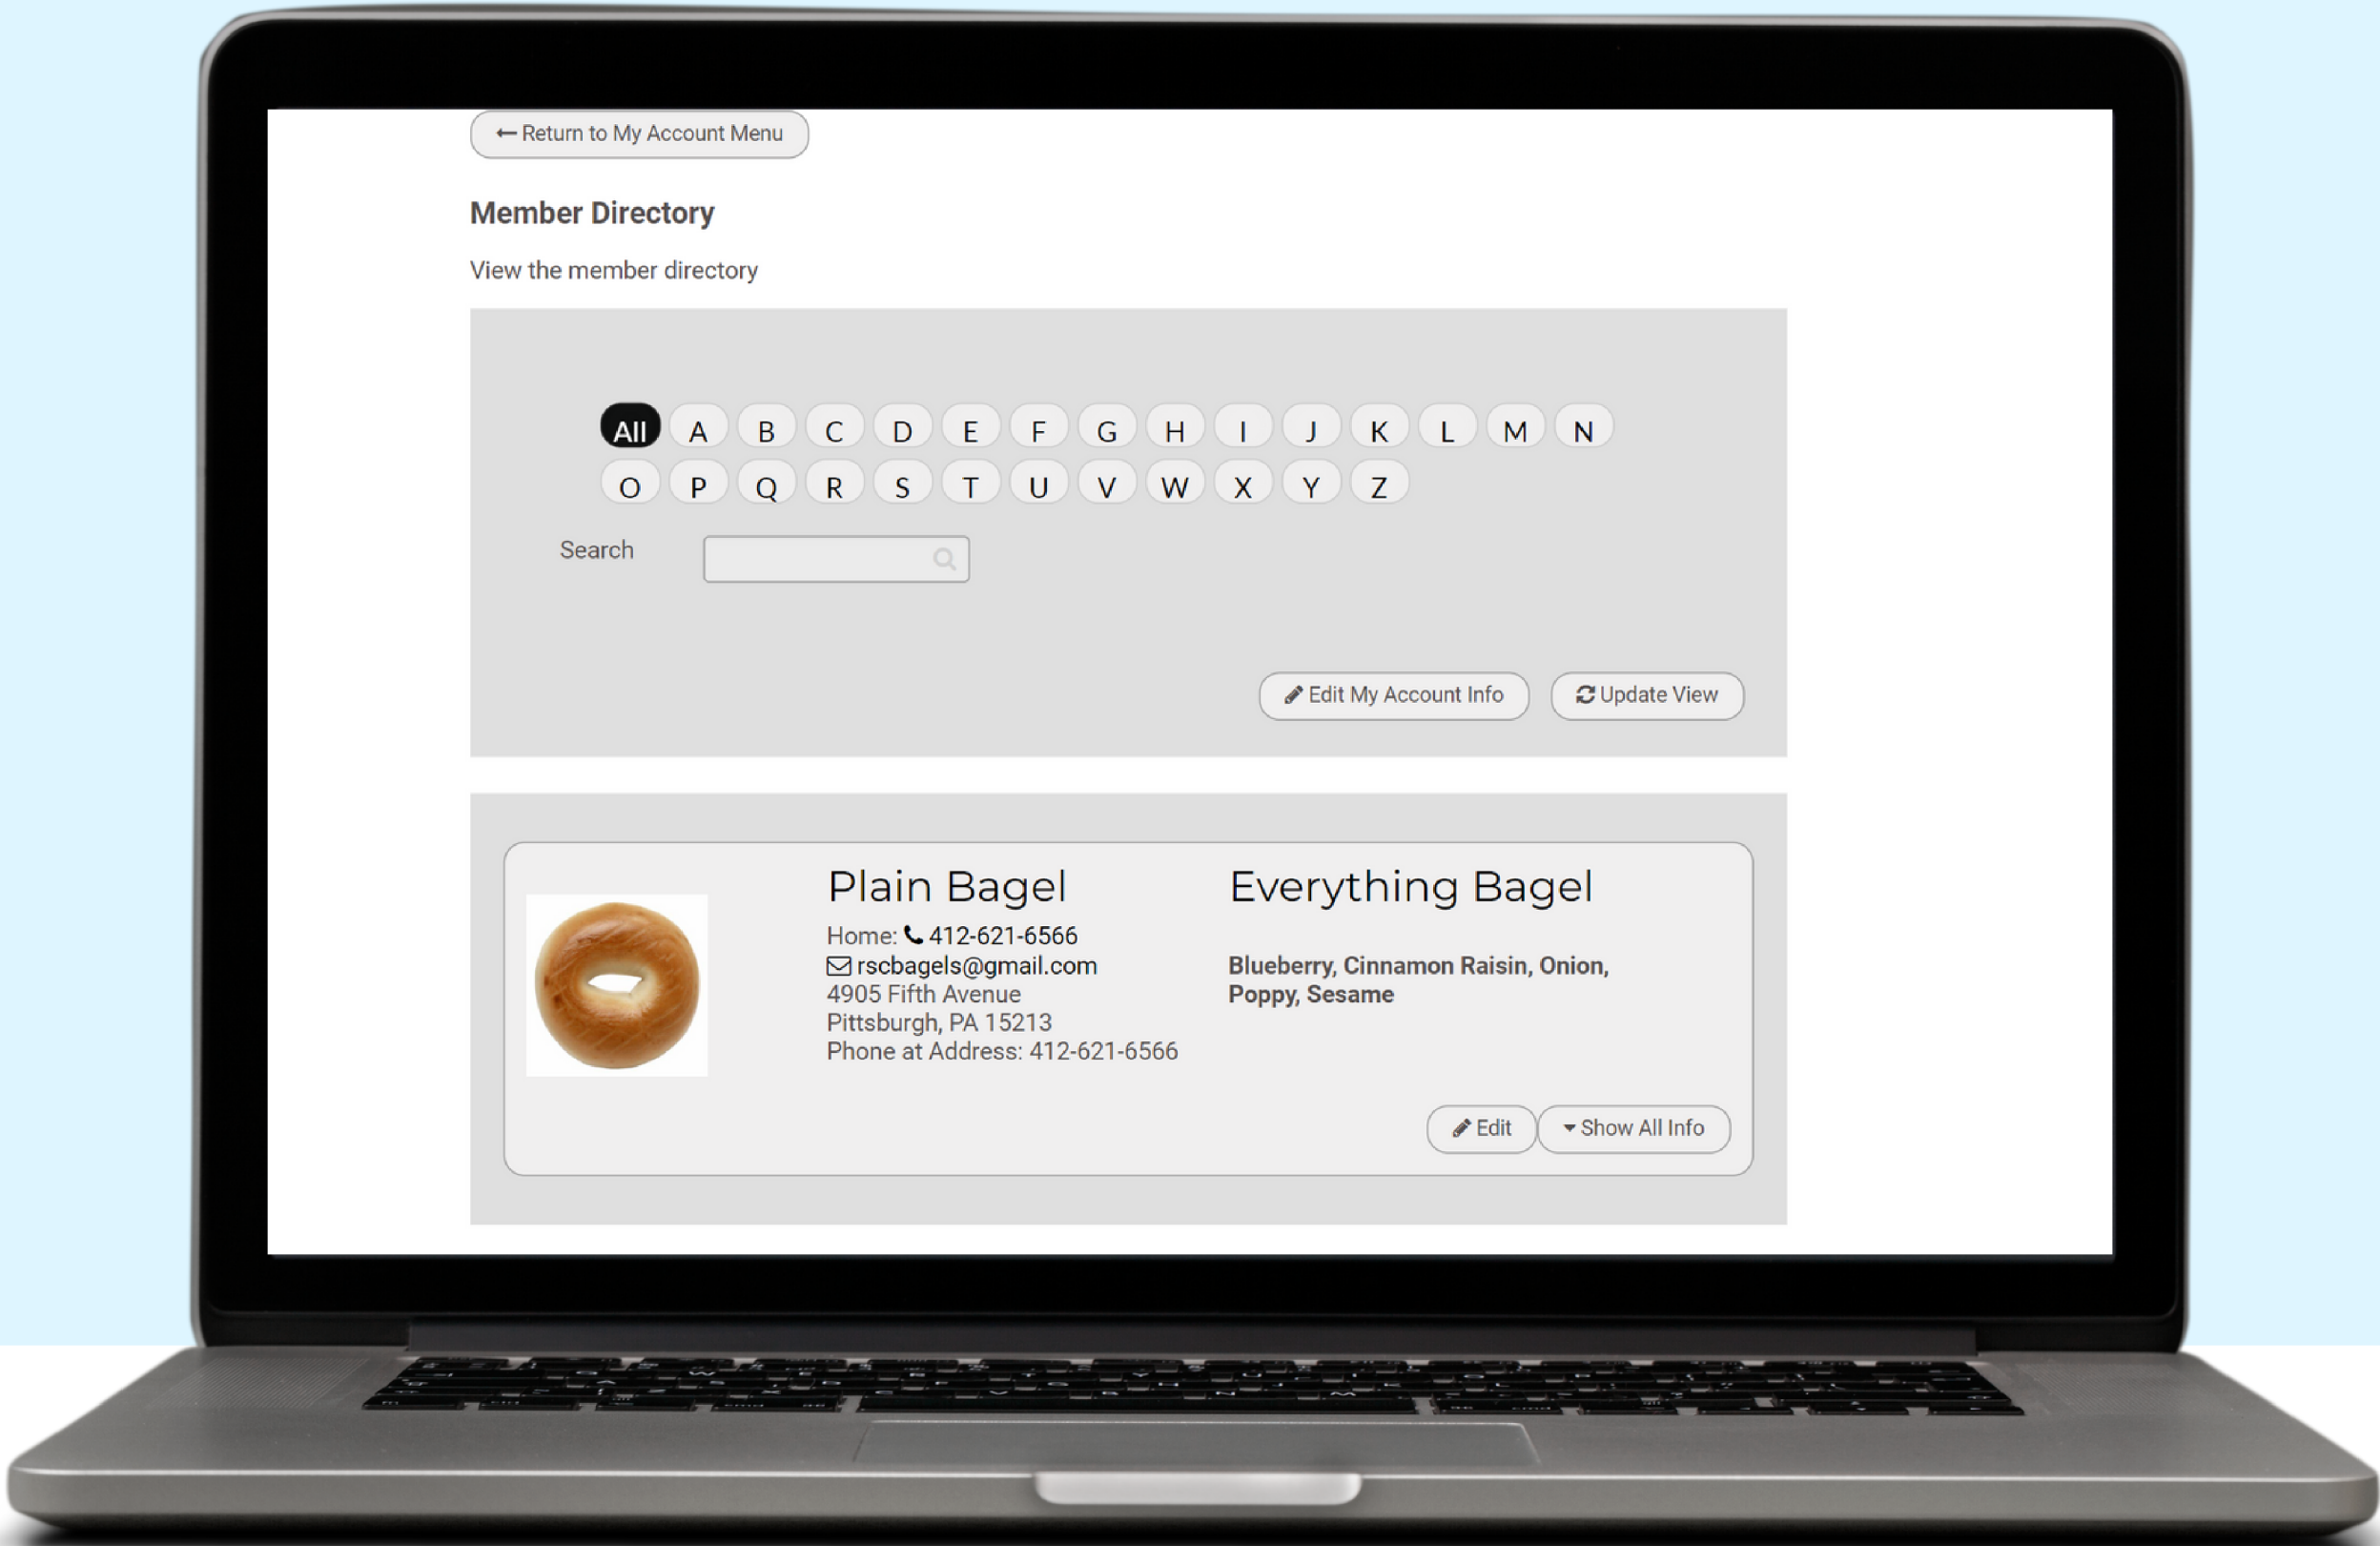 Return to My Account Menu
Member Directory
View the member directory
All A B C D E F G H I J K L M N
O P Q R S T U V W X Y Z
Search
Edit My Account Info Update View
Plain Bagel
Home: 412-621-6566
rscbagels@gmail.com
4905 Fifth Avenue
Pittsburgh, PA 15213
Phone at Address: 412-621-6566
Everything Bagel
Blueberry, Cinnamon Raisin, Onion,
Poppy, Sesame
Edit Show All Info